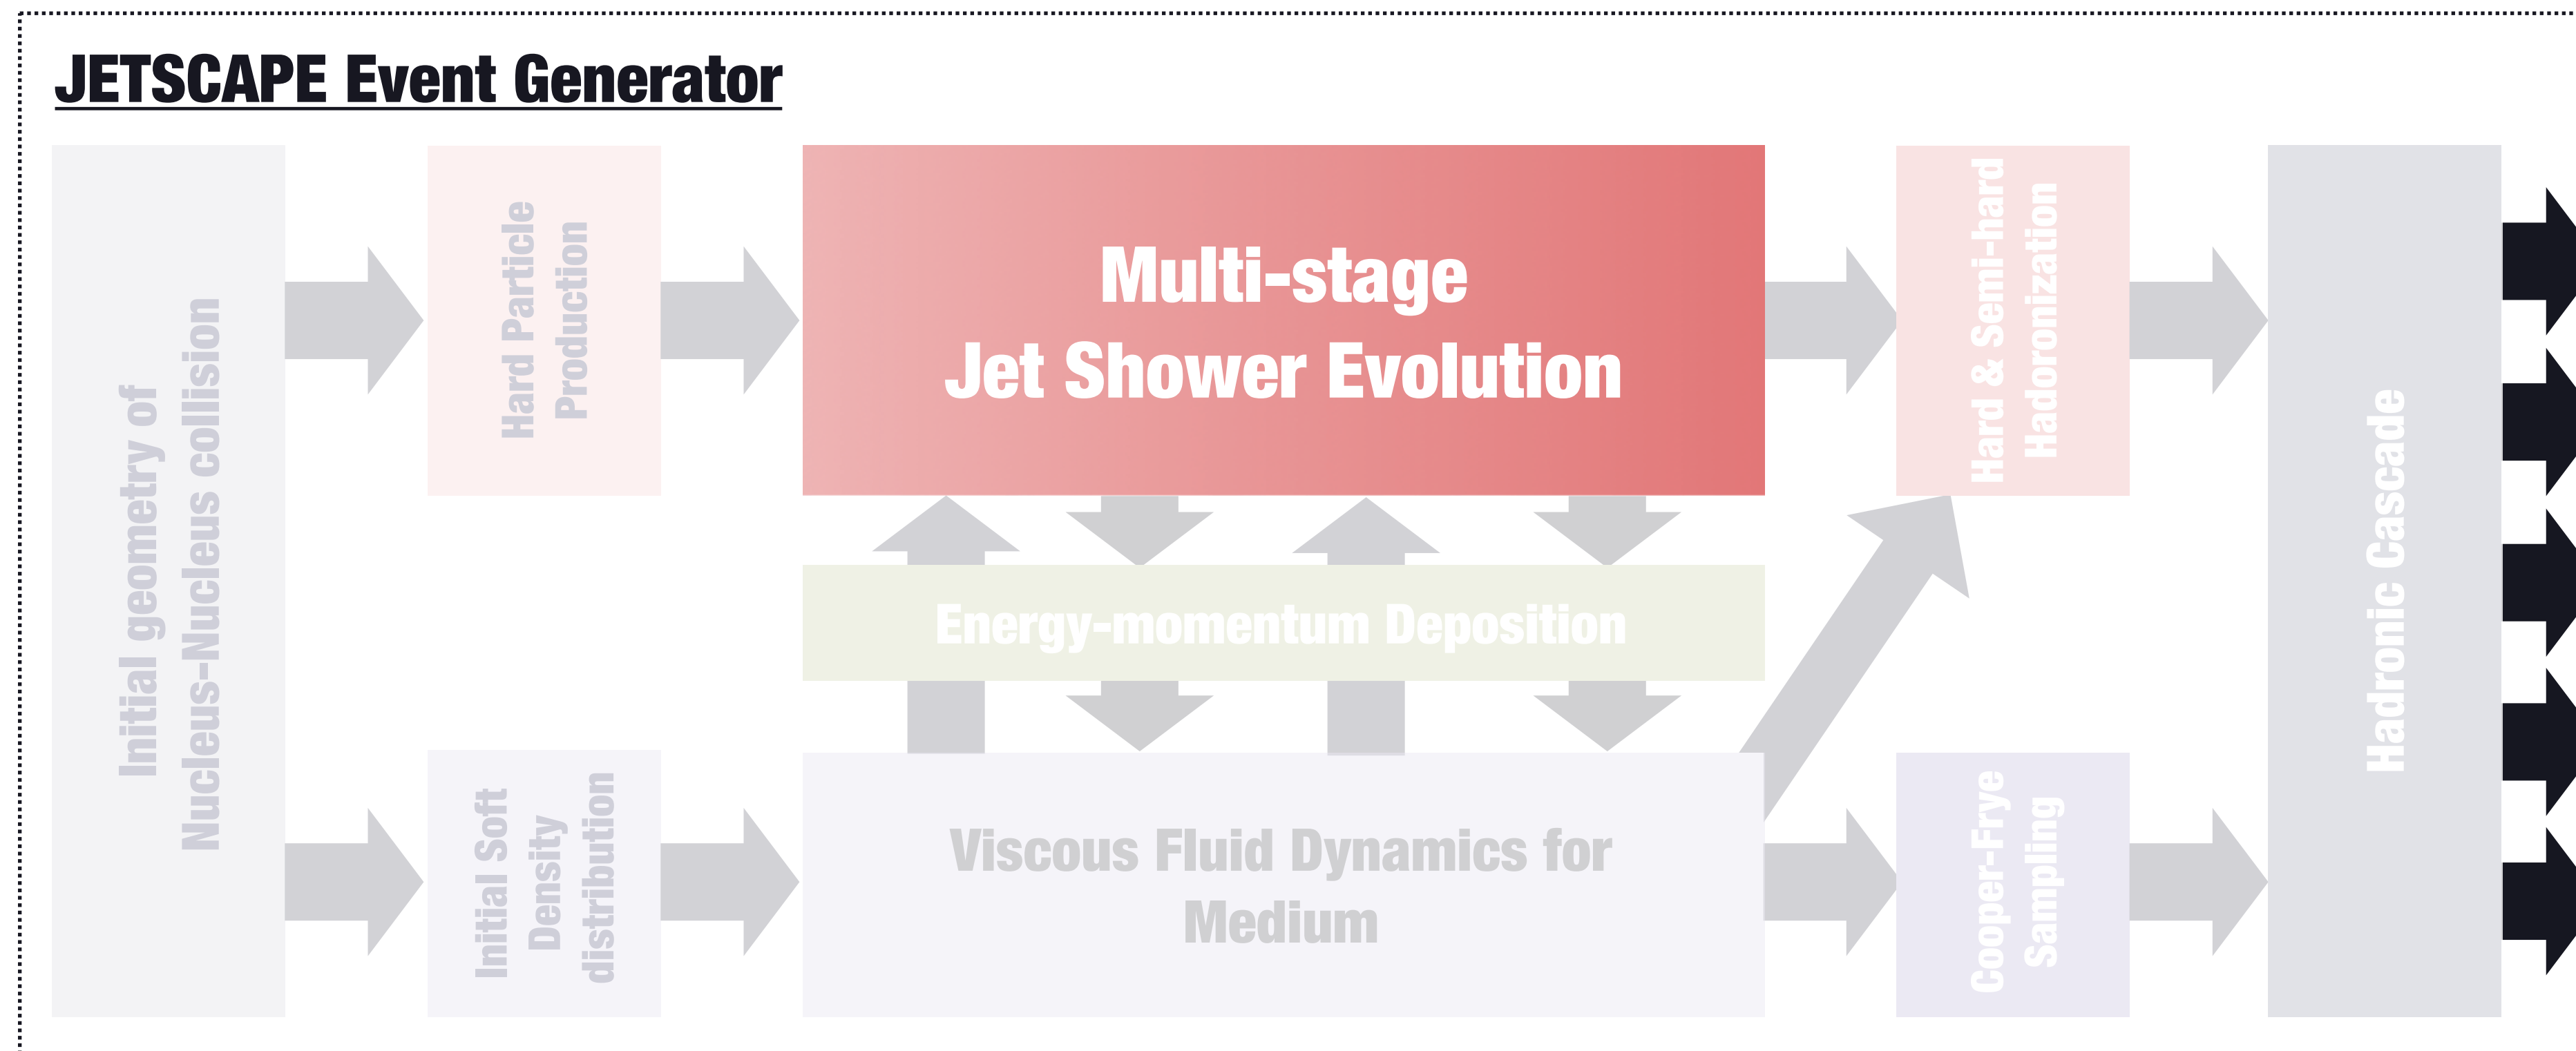 JETSCAPE Event Generator
Initial geometry of
Nucleus-Nucleus collision
Hard Particle
Production
Multi-stage
Jet Shower Evolution
Hard & Semi-hard
Hadoronization
Energy-momentum Deposition
Initial Soft
Density
distribution
Viscous Fluid Dynamics for
Medium
Cooper-Frye
Sampling
Hadronic Cascade